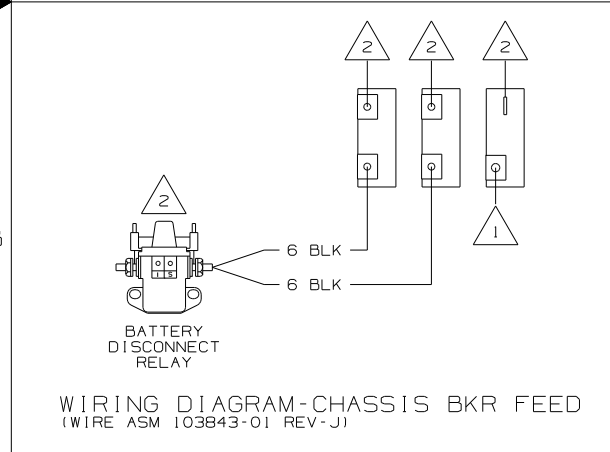 2 2 2
2
1
6 BLK
1 S
6 BLK
BATTERY
DISCONNECT
RELAY
WIRING DIAGRAM-CHASSIS BKR FEED
(WIRE ASM 103843-01 REV-J)